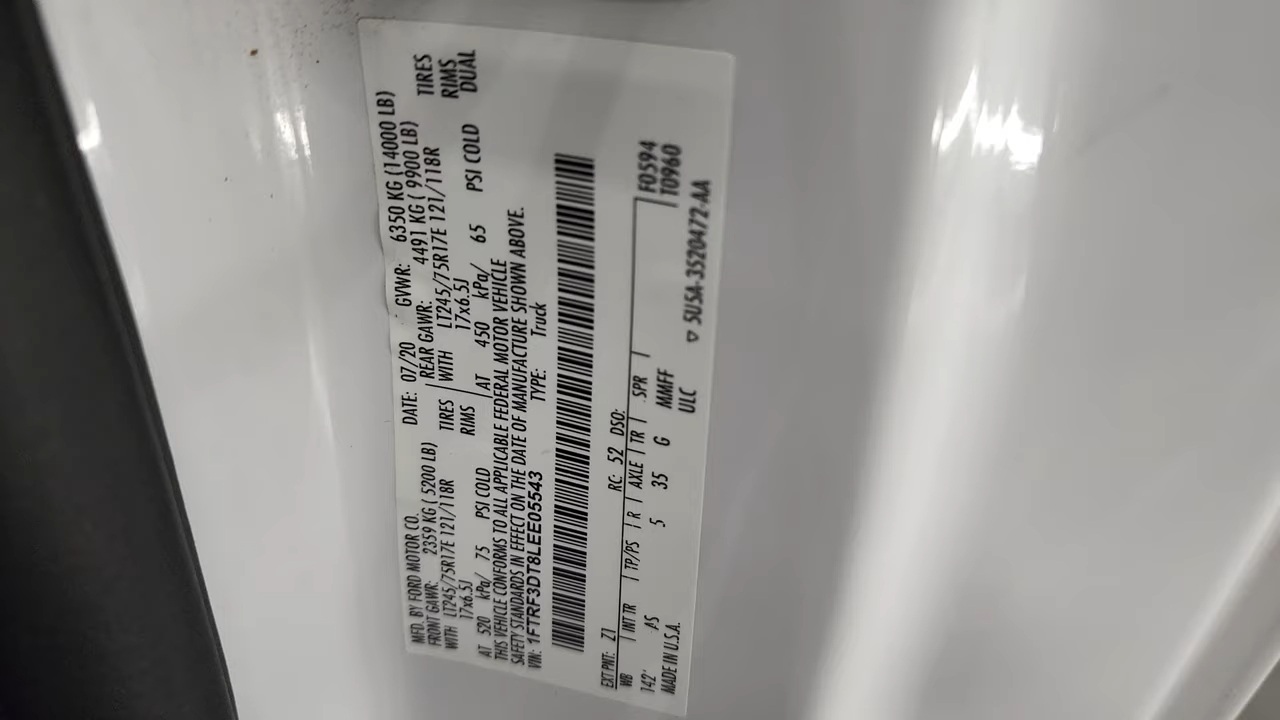 MFD. BY FORD MOTOR CO.
DATE: 07/20 GVWR: 6350 KG (14000 LB)
FRONT GAWR: 2359 KG ( 5200 LB) REAR GAWR: 4491 KG ( 9900 LB)
WITH LT245/75R17E 121/118R TIRES WITH LT245/75R17E 121/118R TIRES
17x6.5J RIMS 17x6.5J RIMS
AT 520 kPa/ 75 PSI COLD AT 450 kPa/ 65 PSI COLD DUAL
THIS VEHICLE CONFORMS TO ALL APPLICABLE FEDERAL MOTOR VEHICLE
SAFETY STANDARDS IN EFFECT ON THE DATE OF MANUFACTURE SHOWN ABOVE.
VIN: 1FTRF3DT8LEE05543 TYPE: Truck
EXT PNT: Z1 RC: 52 DSO:
WB INT TR TP/PS R AXLE TR SPR F0594
142" AS 5 35 G MMFF T0960
MADE IN U.S.A. ULC
▽ SU5A-3520472-AA